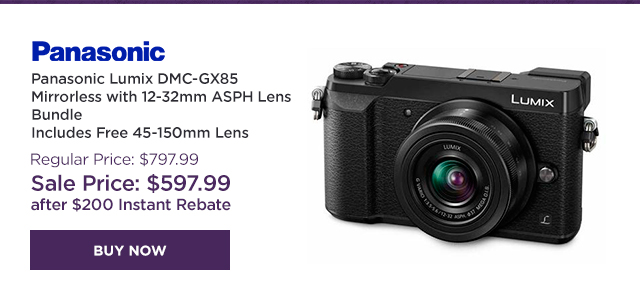 Panasonic
Panasonic Lumix DMC-GX85
Mirrorless with 12-32mm ASPH Lens
Bundle
Includes Free 45-150mm Lens
Regular Price: $797.99
Sale Price: $597.99
after $200 Instant Rebate
BUY NOW
LUMIX
LUMIX